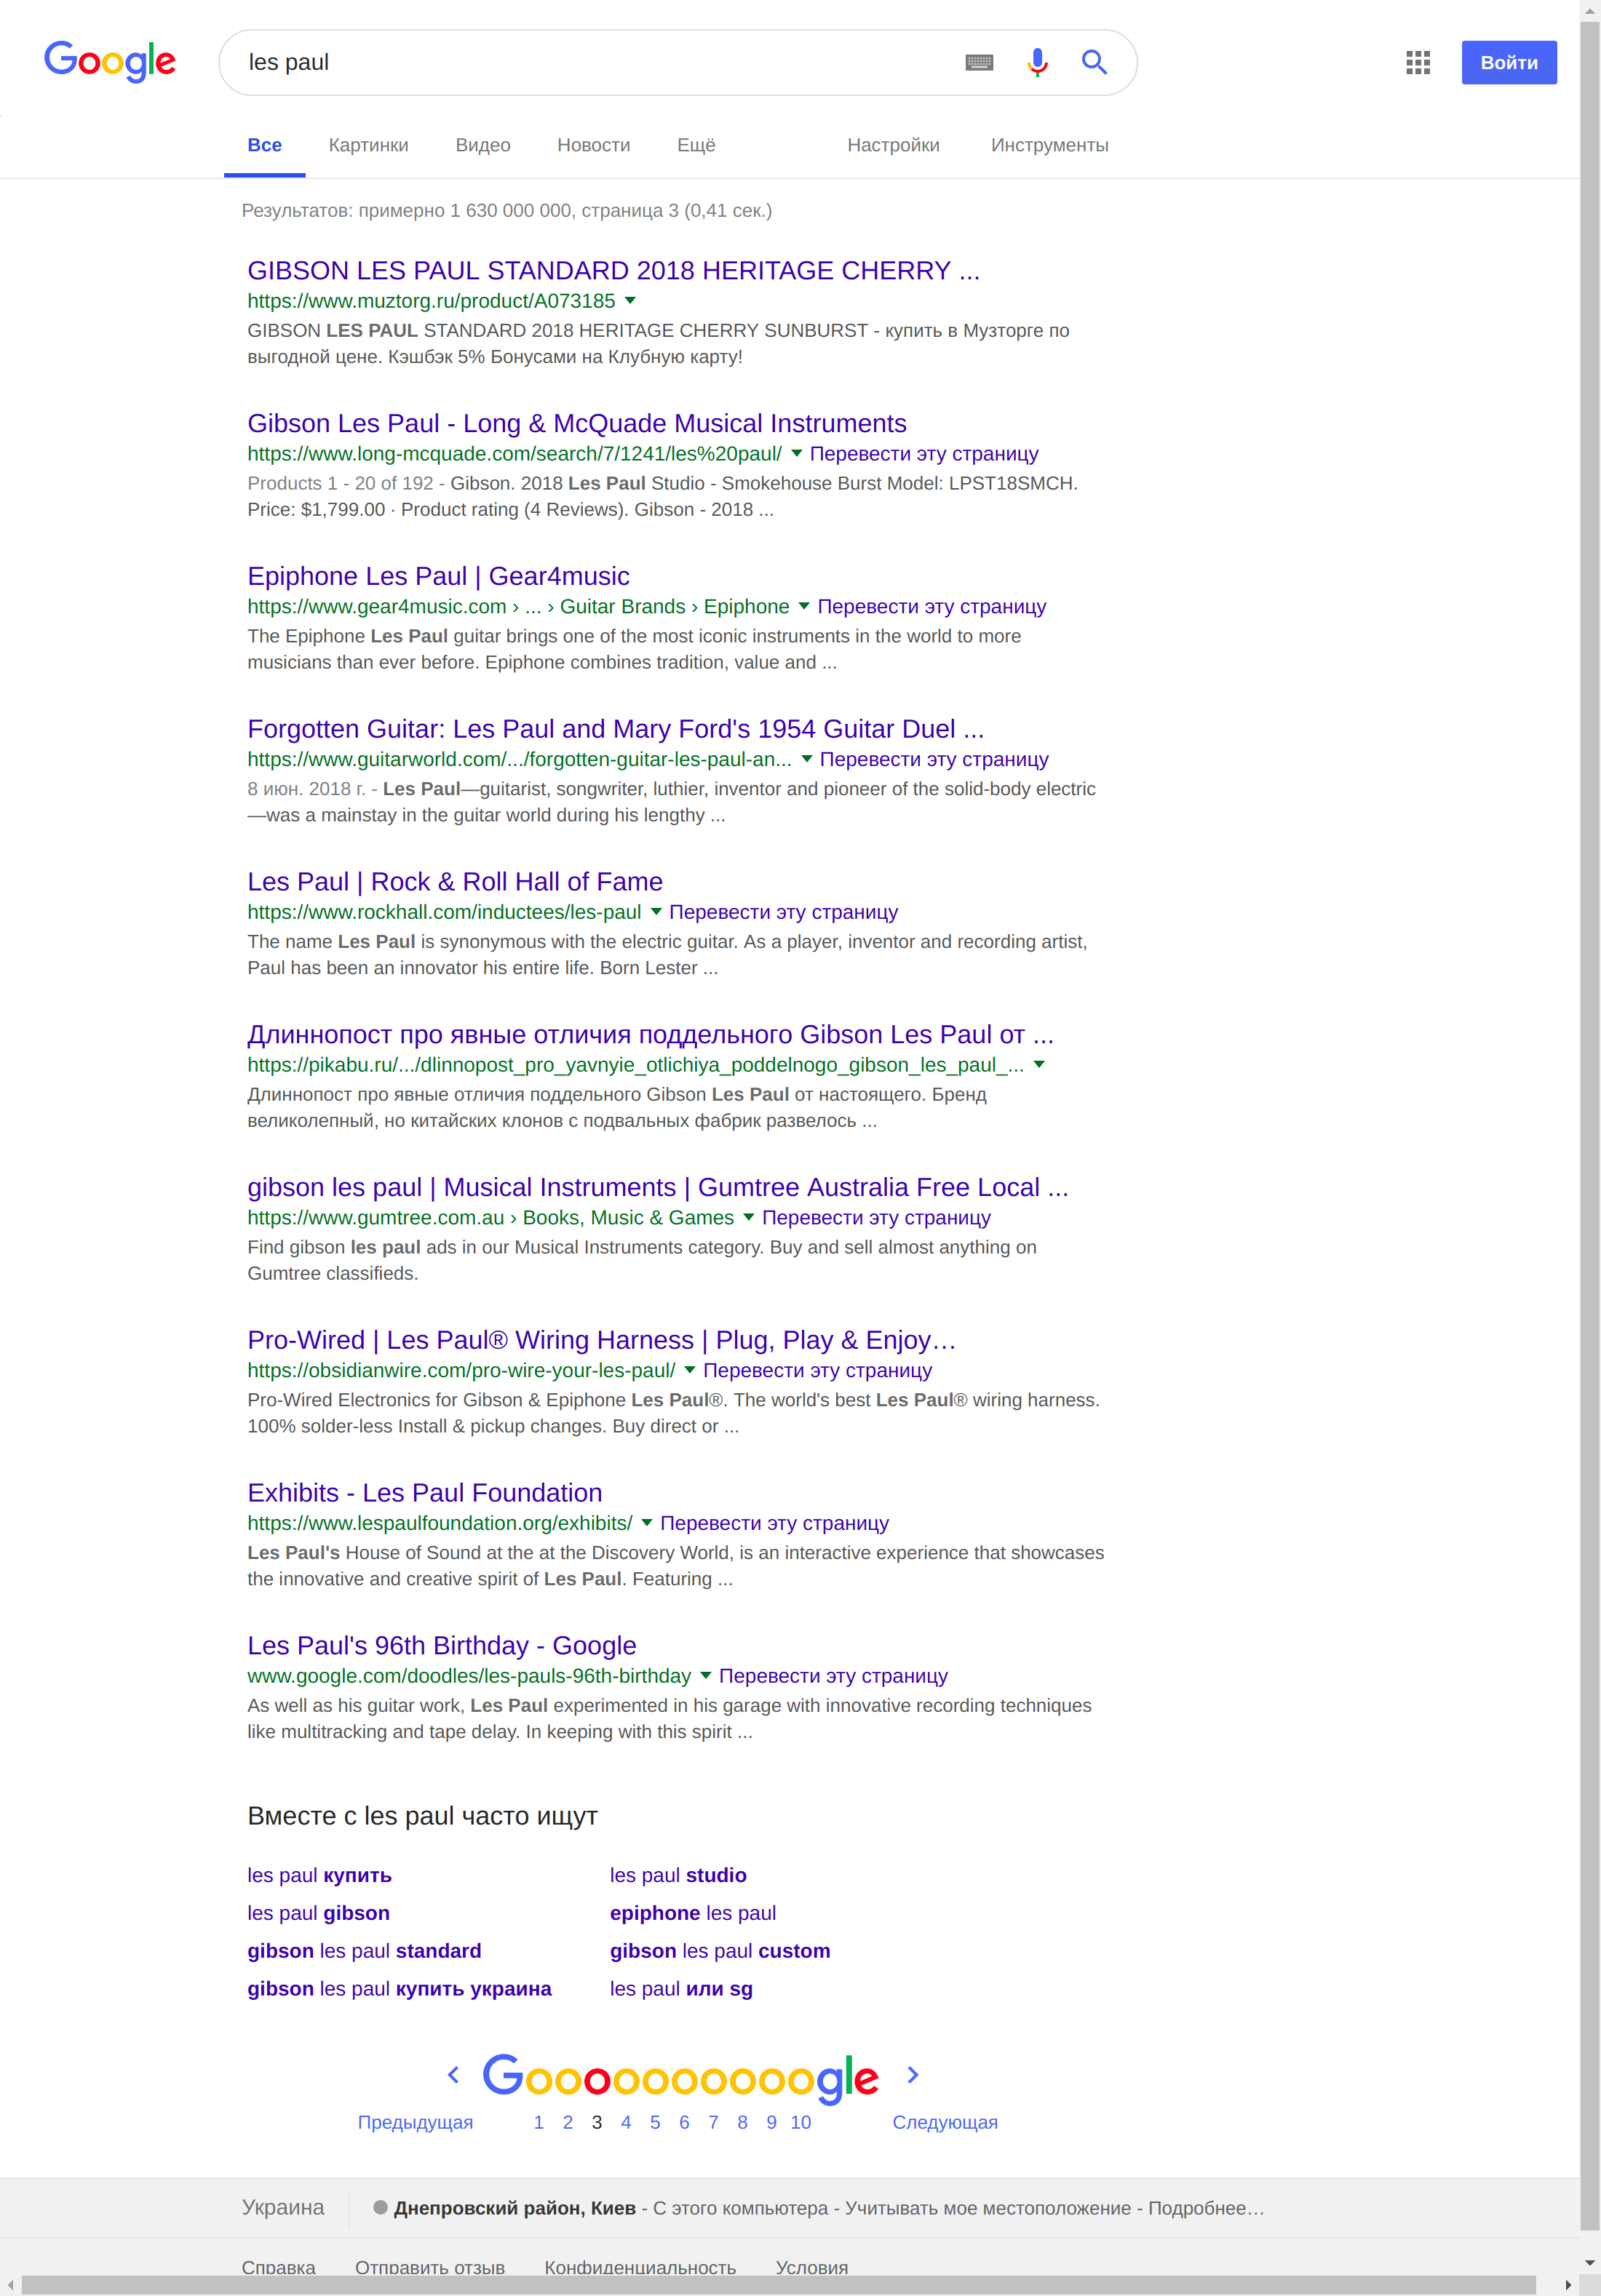 Google les paul Войти
Все Картинки Видео Новости Ещё Настройки Инструменты
Результатов: примерно 1 630 000 000, страница 3 (0,41 сек.)
GIBSON LES PAUL STANDARD 2018 HERITAGE CHERRY ...
https://www.muztorg.ru/product/A073185
GIBSON LES PAUL STANDARD 2018 HERITAGE CHERRY SUNBURST - купить в Музторге по
выгодной цене. Кэшбэк 5% Бонусами на Клубную карту!
Gibson Les Paul - Long & McQuade Musical Instruments
https://www.long-mcquade.com/search/7/1241/les%20paul/ Перевести эту страницу
Products 1 - 20 of 192 - Gibson. 2018 Les Paul Studio - Smokehouse Burst Model: LPST18SMCH.
Price: $1,799.00 · Product rating (4 Reviews). Gibson - 2018 ...
Epiphone Les Paul | Gear4music
https://www.gear4music.com › ... › Guitar Brands › Epiphone Перевести эту страницу
The Epiphone Les Paul guitar brings one of the most iconic instruments in the world to more
musicians than ever before. Epiphone combines tradition, value and ...
Forgotten Guitar: Les Paul and Mary Ford's 1954 Guitar Duel ...
https://www.guitarworld.com/.../forgotten-guitar-les-paul-an... Перевести эту страницу
8 июн. 2018 г. - Les Paul—guitarist, songwriter, luthier, inventor and pioneer of the solid-body electric
—was a mainstay in the guitar world during his lengthy ...
Les Paul | Rock & Roll Hall of Fame
https://www.rockhall.com/inductees/les-paul Перевести эту страницу
The name Les Paul is synonymous with the electric guitar. As a player, inventor and recording artist,
Paul has been an innovator his entire life. Born Lester ...
Длиннопост про явные отличия поддельного Gibson Les Paul от ...
https://pikabu.ru/.../dlinnopost_pro_yavnyie_otlichiya_poddelnogo_gibson_les_paul_...
Длиннопост про явные отличия поддельного Gibson Les Paul от настоящего. Бренд
великолепный, но китайских клонов с подвальных фабрик развелось ...
gibson les paul | Musical Instruments | Gumtree Australia Free Local ...
https://www.gumtree.com.au › Books, Music & Games Перевести эту страницу
Find gibson les paul ads in our Musical Instruments category. Buy and sell almost anything on
Gumtree classifieds.
Pro-Wired | Les Paul® Wiring Harness | Plug, Play & Enjoy…
https://obsidianwire.com/pro-wire-your-les-paul/ Перевести эту страницу
Pro-Wired Electronics for Gibson & Epiphone Les Paul®. The world's best Les Paul® wiring harness.
100% solder-less Install & pickup changes. Buy direct or ...
Exhibits - Les Paul Foundation
https://www.lespaulfoundation.org/exhibits/ Перевести эту страницу
Les Paul's House of Sound at the at the Discovery World, is an interactive experience that showcases
the innovative and creative spirit of Les Paul. Featuring ...
Les Paul's 96th Birthday - Google
www.google.com/doodles/les-pauls-96th-birthday Перевести эту страницу
As well as his guitar work, Les Paul experimented in his garage with innovative recording techniques
like multitracking and tape delay. In keeping with this spirit ...
Вместе с les paul часто ищут
les paul купить les paul studio
les paul gibson epiphone les paul
gibson les paul standard gibson les paul custom
gibson les paul купить украина les paul или sg
Goooooooooogle
Предыдущая 1 2 3 4 5 6 7 8 9 10 Следующая
Украина Днепровский район, Киев - С этого компьютера - Учитывать мое местоположение - Подробнее…
Справка Отправить отзыв Конфиденциальность Условия